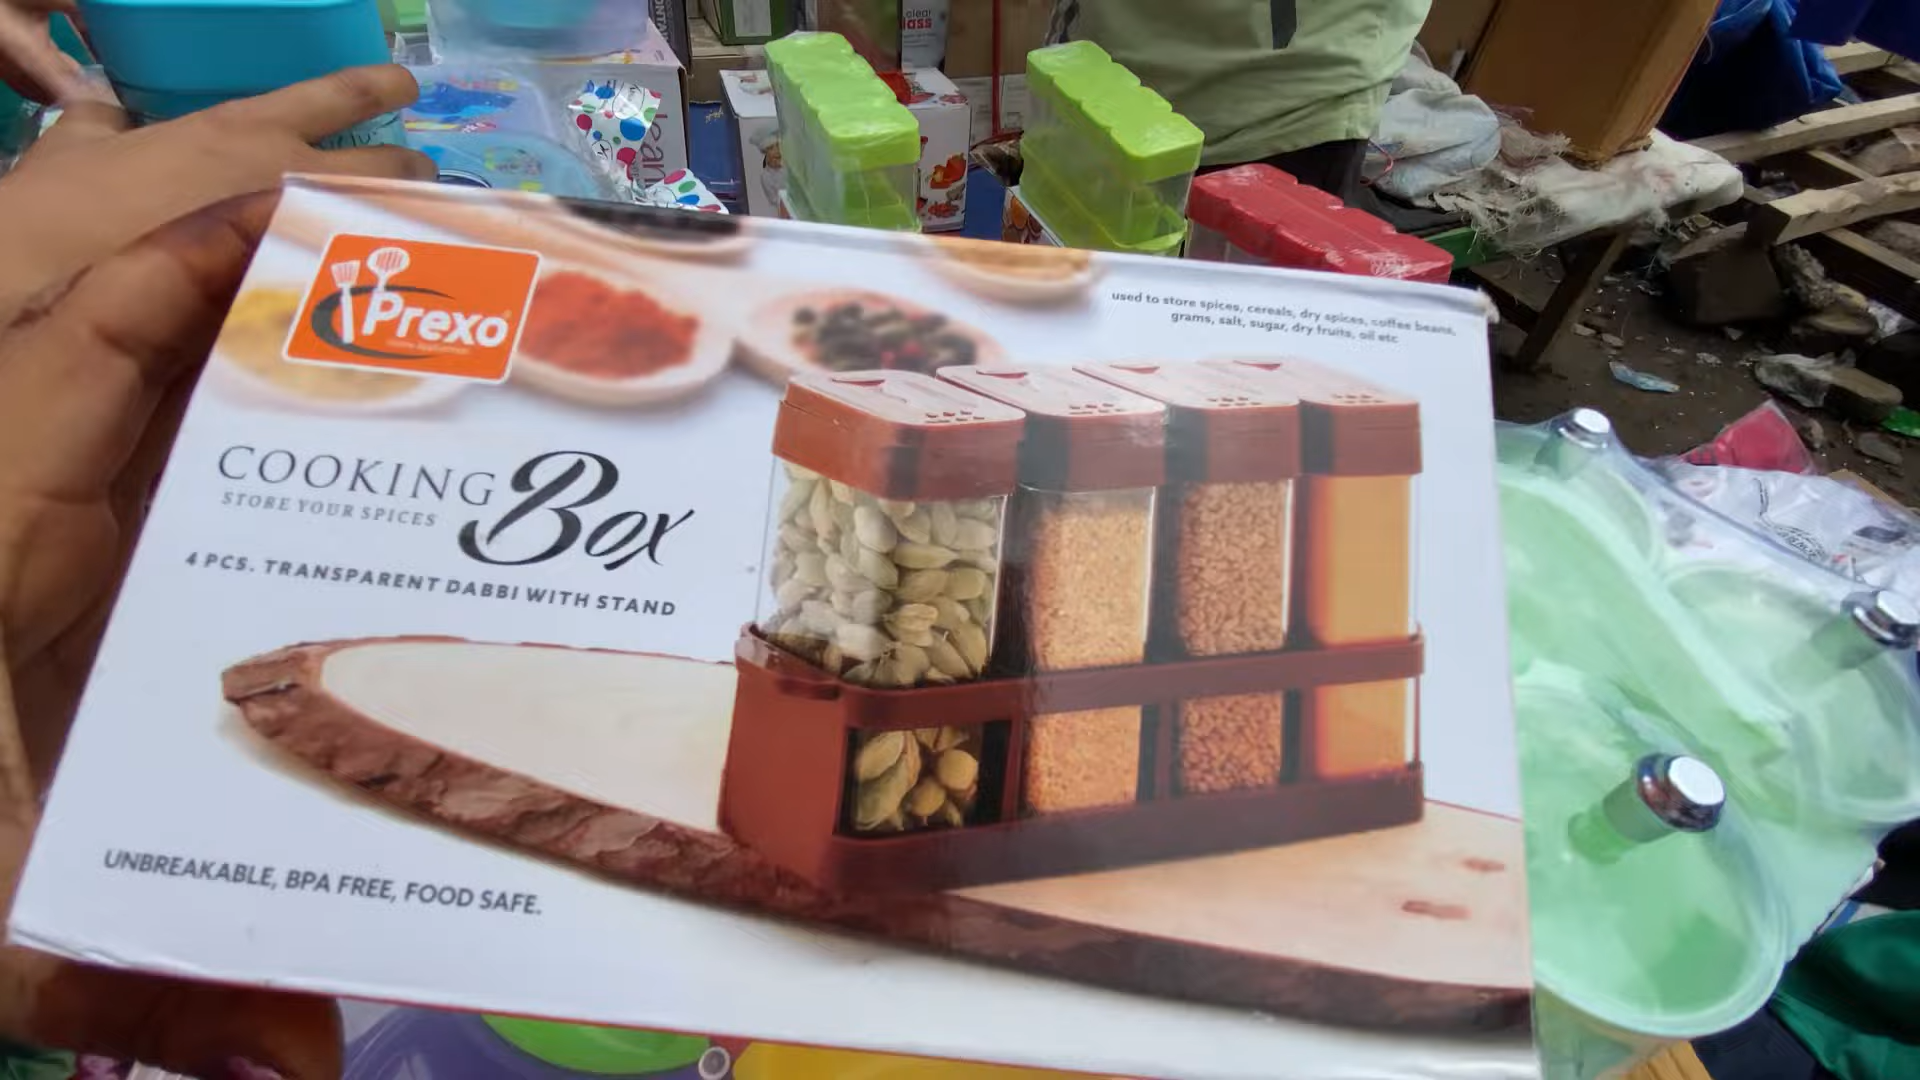 clear
Prexo
used to store spices, cereals, dry spices, coffee beans,
grams, salt, sugar, dry fruits, oil etc
COOKING Box
STORE YOUR SPICES
4 PCS. TRANSPARENT DABBI WITH STAND
UNBREAKABLE, BPA FREE, FOOD SAFE.